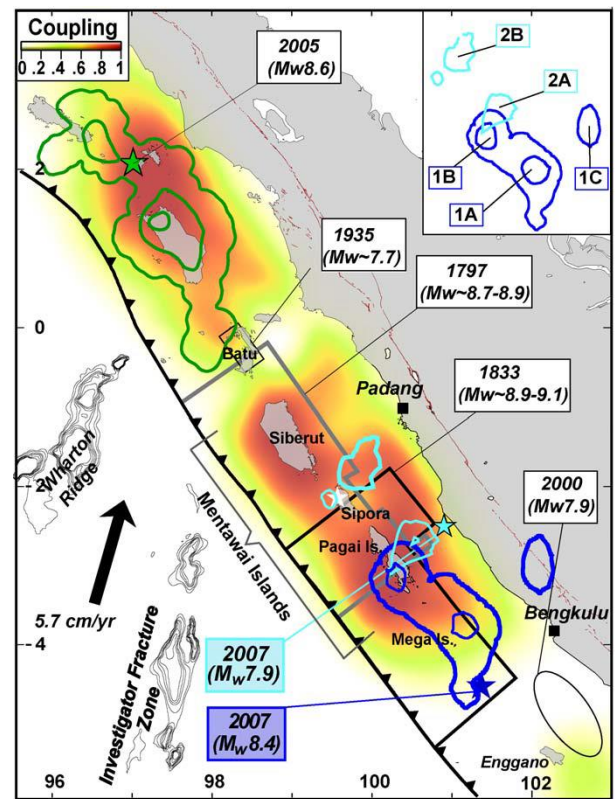 Coupling
0 .2 .4 .6 .8 1
2005
(Mw8.6)
2B
2A
1B
1C
1A
2
1935
(Mw~7.7)
1797
(Mw~8.7-8.9)
0
Batu
1833
(Mw~8.9-9.1)
Padang
Siberut
Wharton
Ridge
2
Sipora
2000
(Mw7.9)
Pagai Is.
Mentawai Islands
Bengkulu
5.7 cm/yr
4
Mega Is.
2007
(Mw7.9)
Investigator Fracture
Zone
2007
(Mw8.4)
Enggano
96
98
100
102